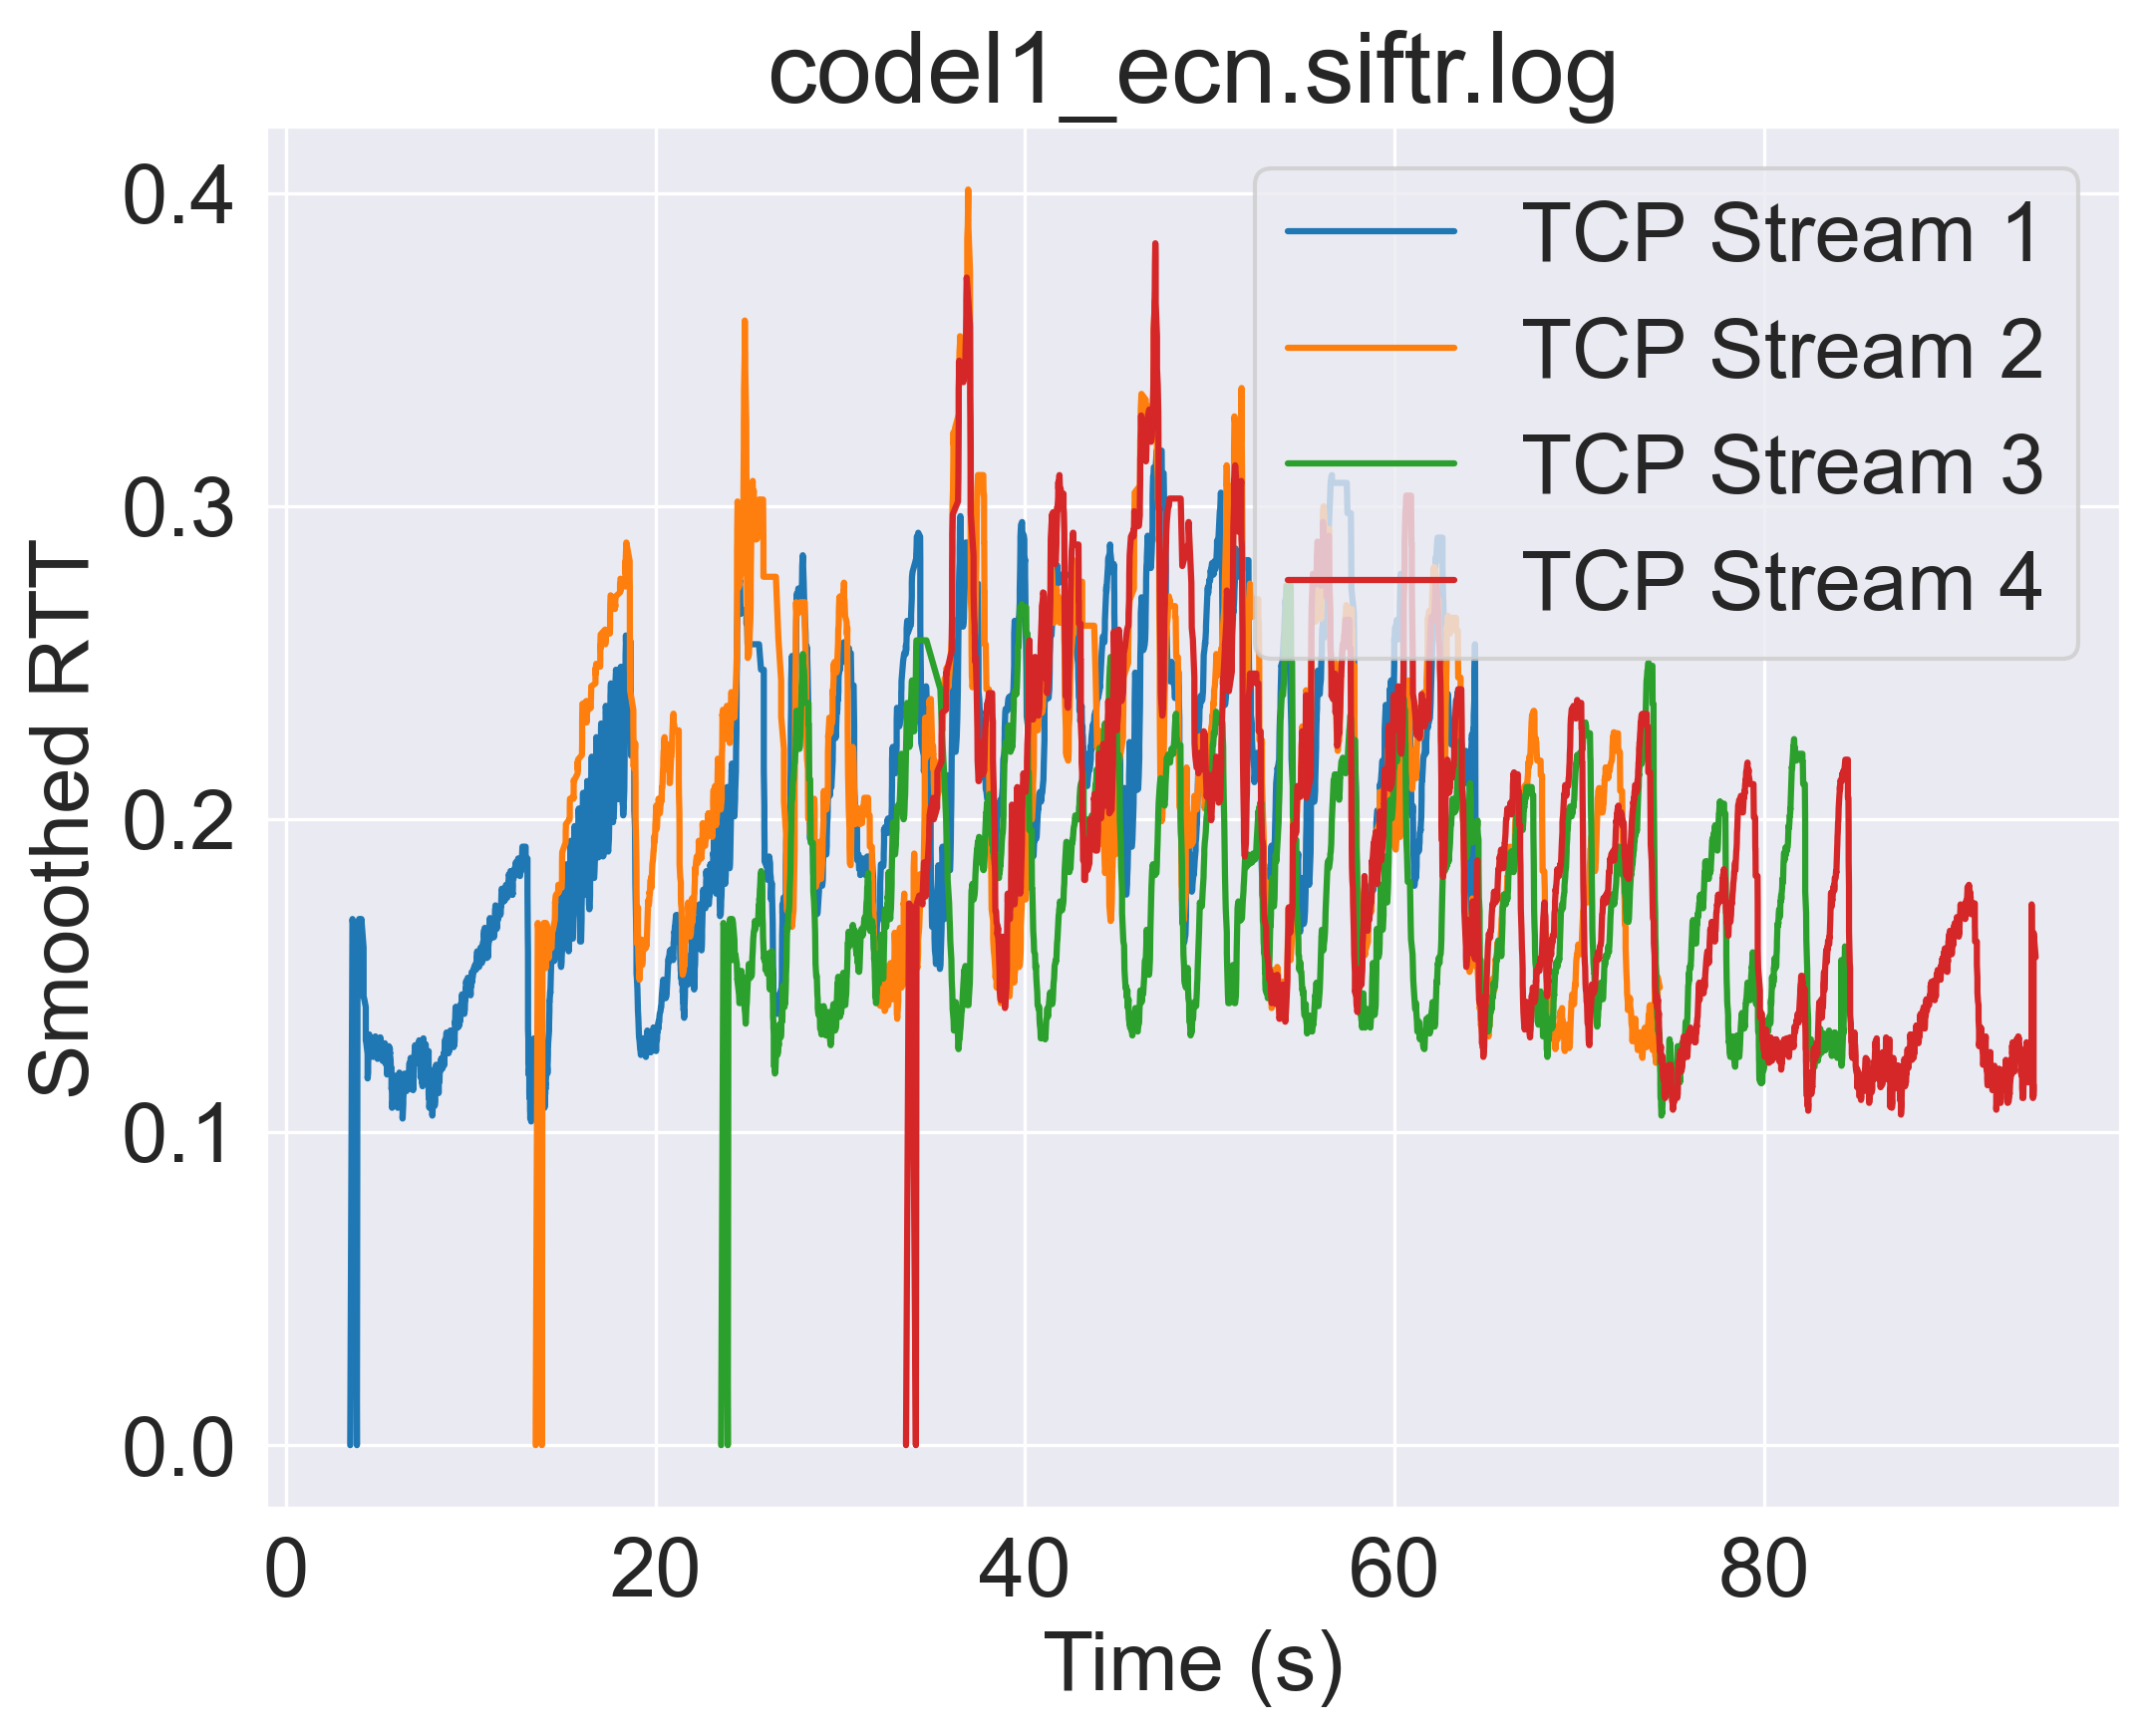 codel1_ecn.siftr.log
Smoothed RTT
0.4
0.3
0.2
0.1
0.0
TCP Stream 1
TCP Stream 2
TCP Stream 3
TCP Stream 4
0 20 40 60 80
Time (s)